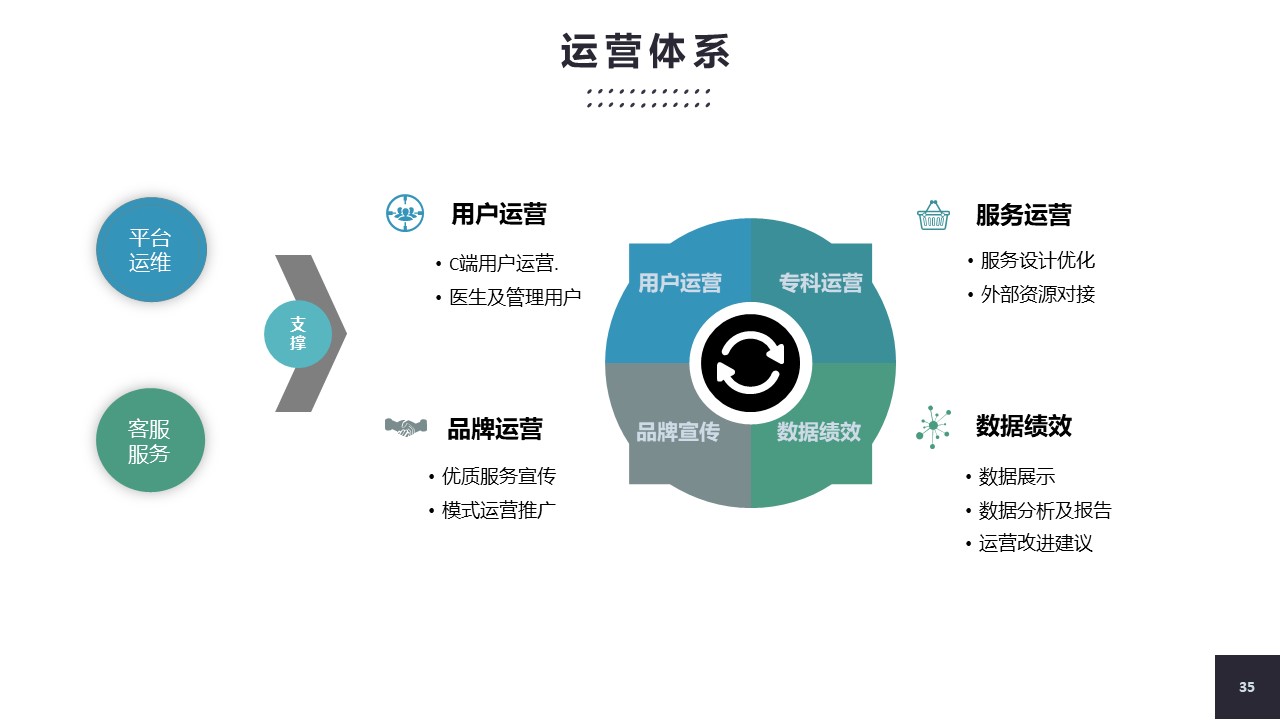 运营体系
平台
运维
客服
服务
支
撑
用户运营
• C端用户运营.
• 医生及管理用户
品牌运营
• 优质服务宣传
• 模式运营推广
用户运营
专科运营
品牌宣传
数据绩效
服务运营
• 服务设计优化
• 外部资源对接
数据绩效
• 数据展示
• 数据分析及报告
• 运营改进建议
35